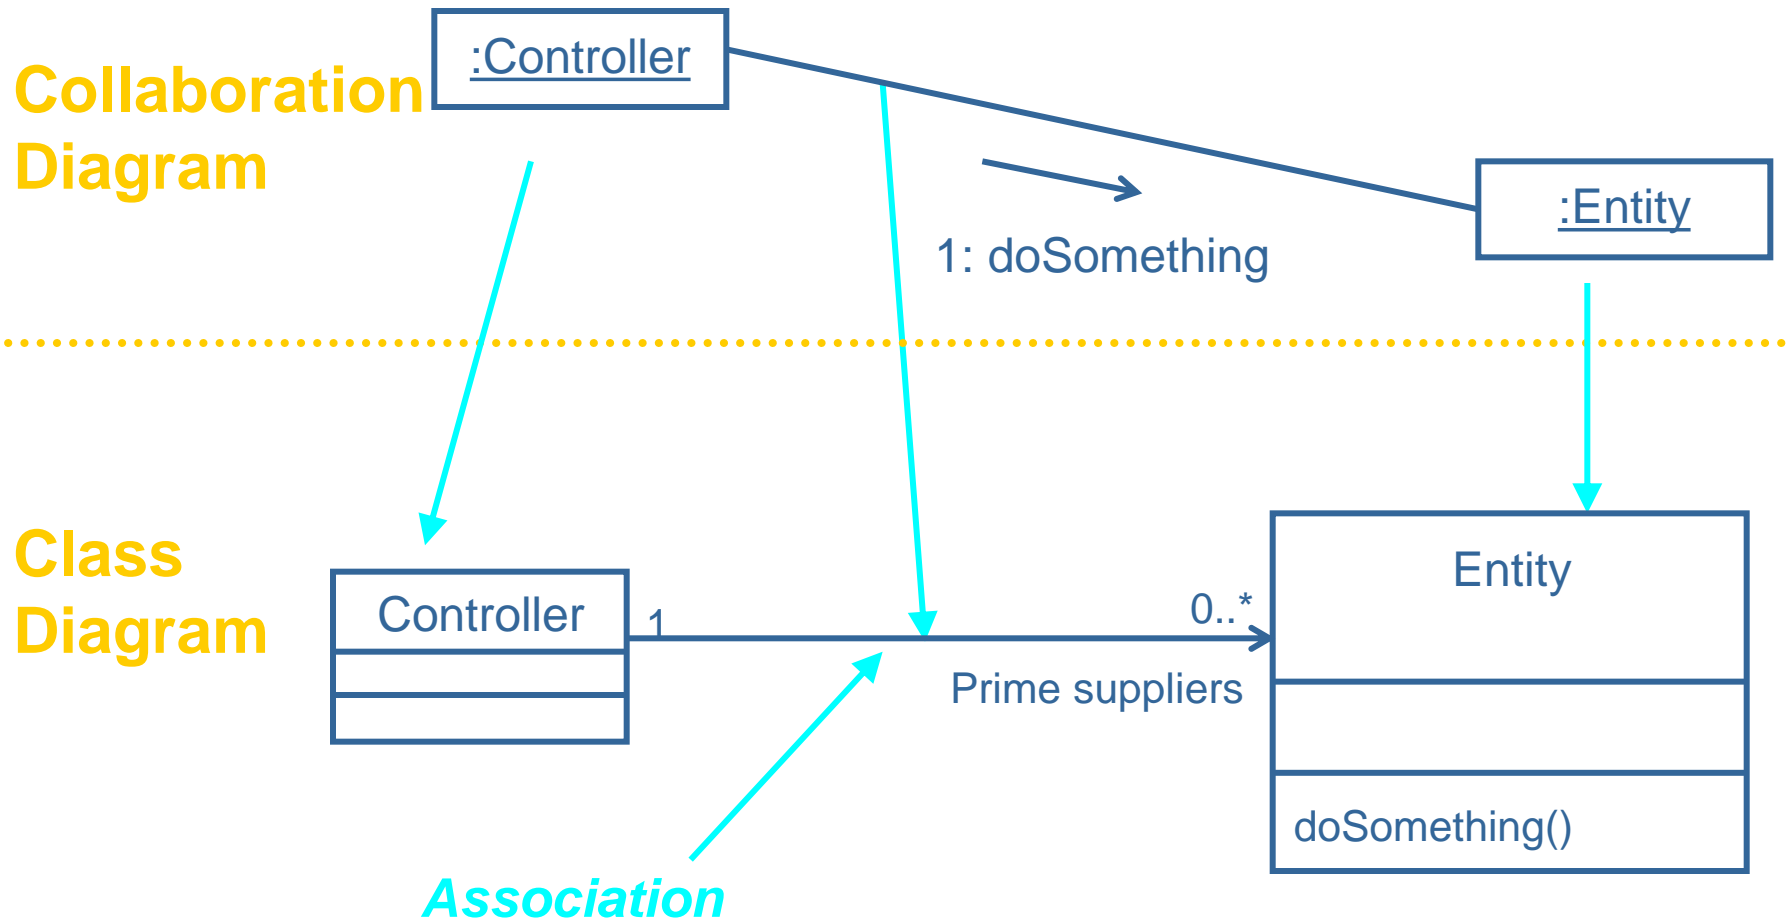 :Controller
Collaboration
Diagram
:Entity
1: doSomething
Class
Diagram
Controller
1
0..*
Entity
Prime suppliers
doSomething()
Association